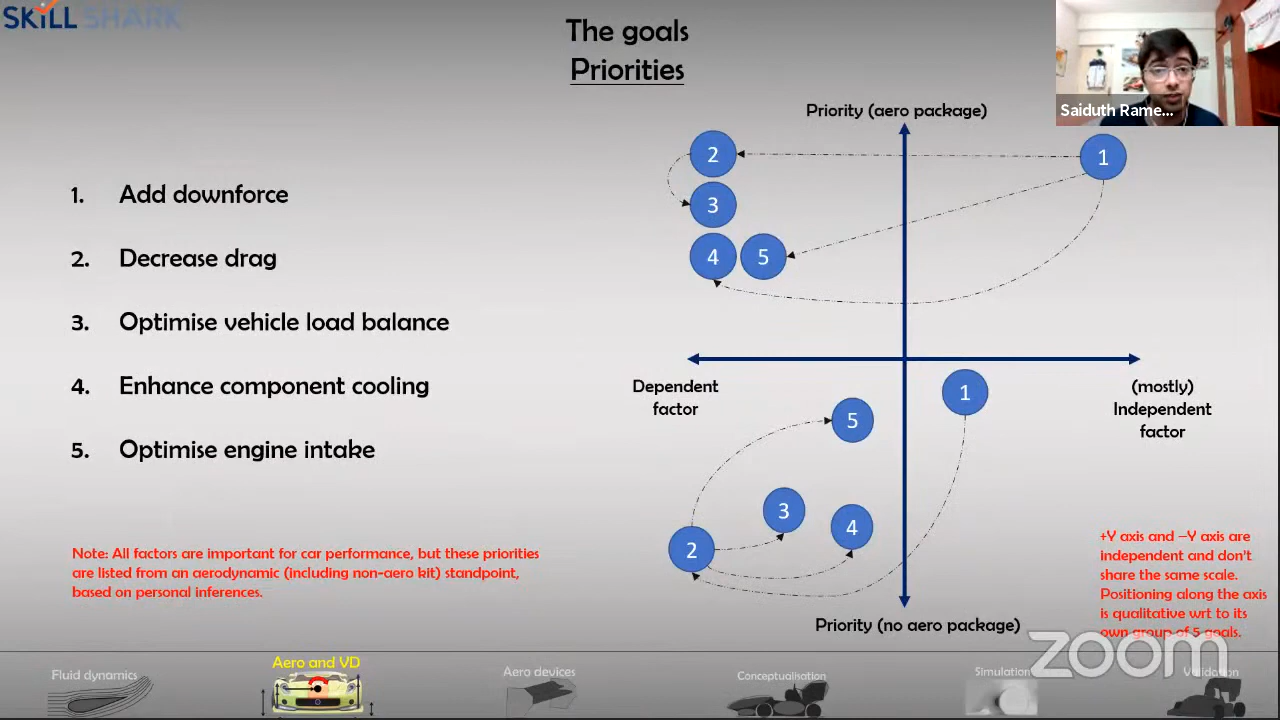 SKILL SHARK
The goals
Priorities
Saiduth Rame...
1. Add downforce
2. Decrease drag
3. Optimise vehicle load balance
4. Enhance component cooling
5. Optimise engine intake
Note: All factors are important for car performance, but these priorities
are listed from an aerodynamic (including non-aero kit) standpoint,
based on personal inferences.
Priority (aero package)
2
1
3
4
5
Dependent
factor
(mostly)
Independent
factor
1
5
3
4
2
Priority (no aero package)
+Y axis and –Y axis are
independent and don't
share the same scale.
Positioning along the axis
is qualitative wrt to its
own group of 5 goals.
zoom
Fluid dynamics
Aero and VD
Aero devices
Conceptualisation
Simulation
Validation